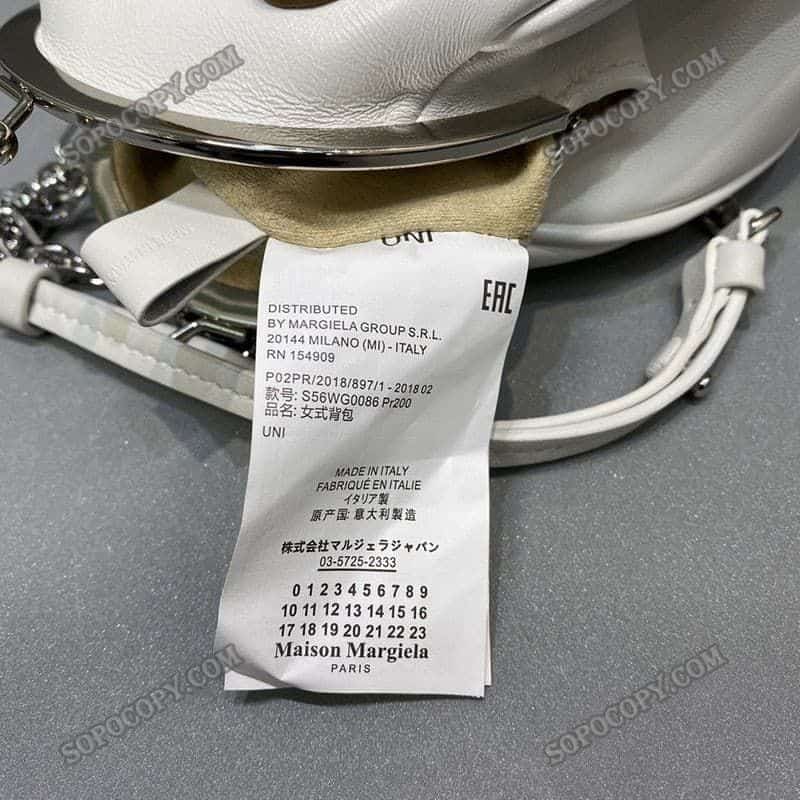 SOPOCOPY.COM
SOPOCOPY.COM
UNI
EAC
DISTRIBUTED
BY MARGIELA GROUP S.R.L.
20144 MILANO (MI) - ITALY
RN 154909
P02PR/2018/897/1 - 2018 02
款号: S56WG0086 Pr200
品名: 女式背包
UNI
MADE IN ITALY
FABRIQUÉ EN ITALIE
イタリア製
原产国: 意大利製造
株式会社マルジェラジャパン
03-5725-2333
0 1 2 3 4 5 6 7 8 9
10 11 12 13 14 15 16
17 18 19 20 21 22 23
Maison Margiela
PARIS
SOPOCOPY.COM
SOPOCOPY.COM